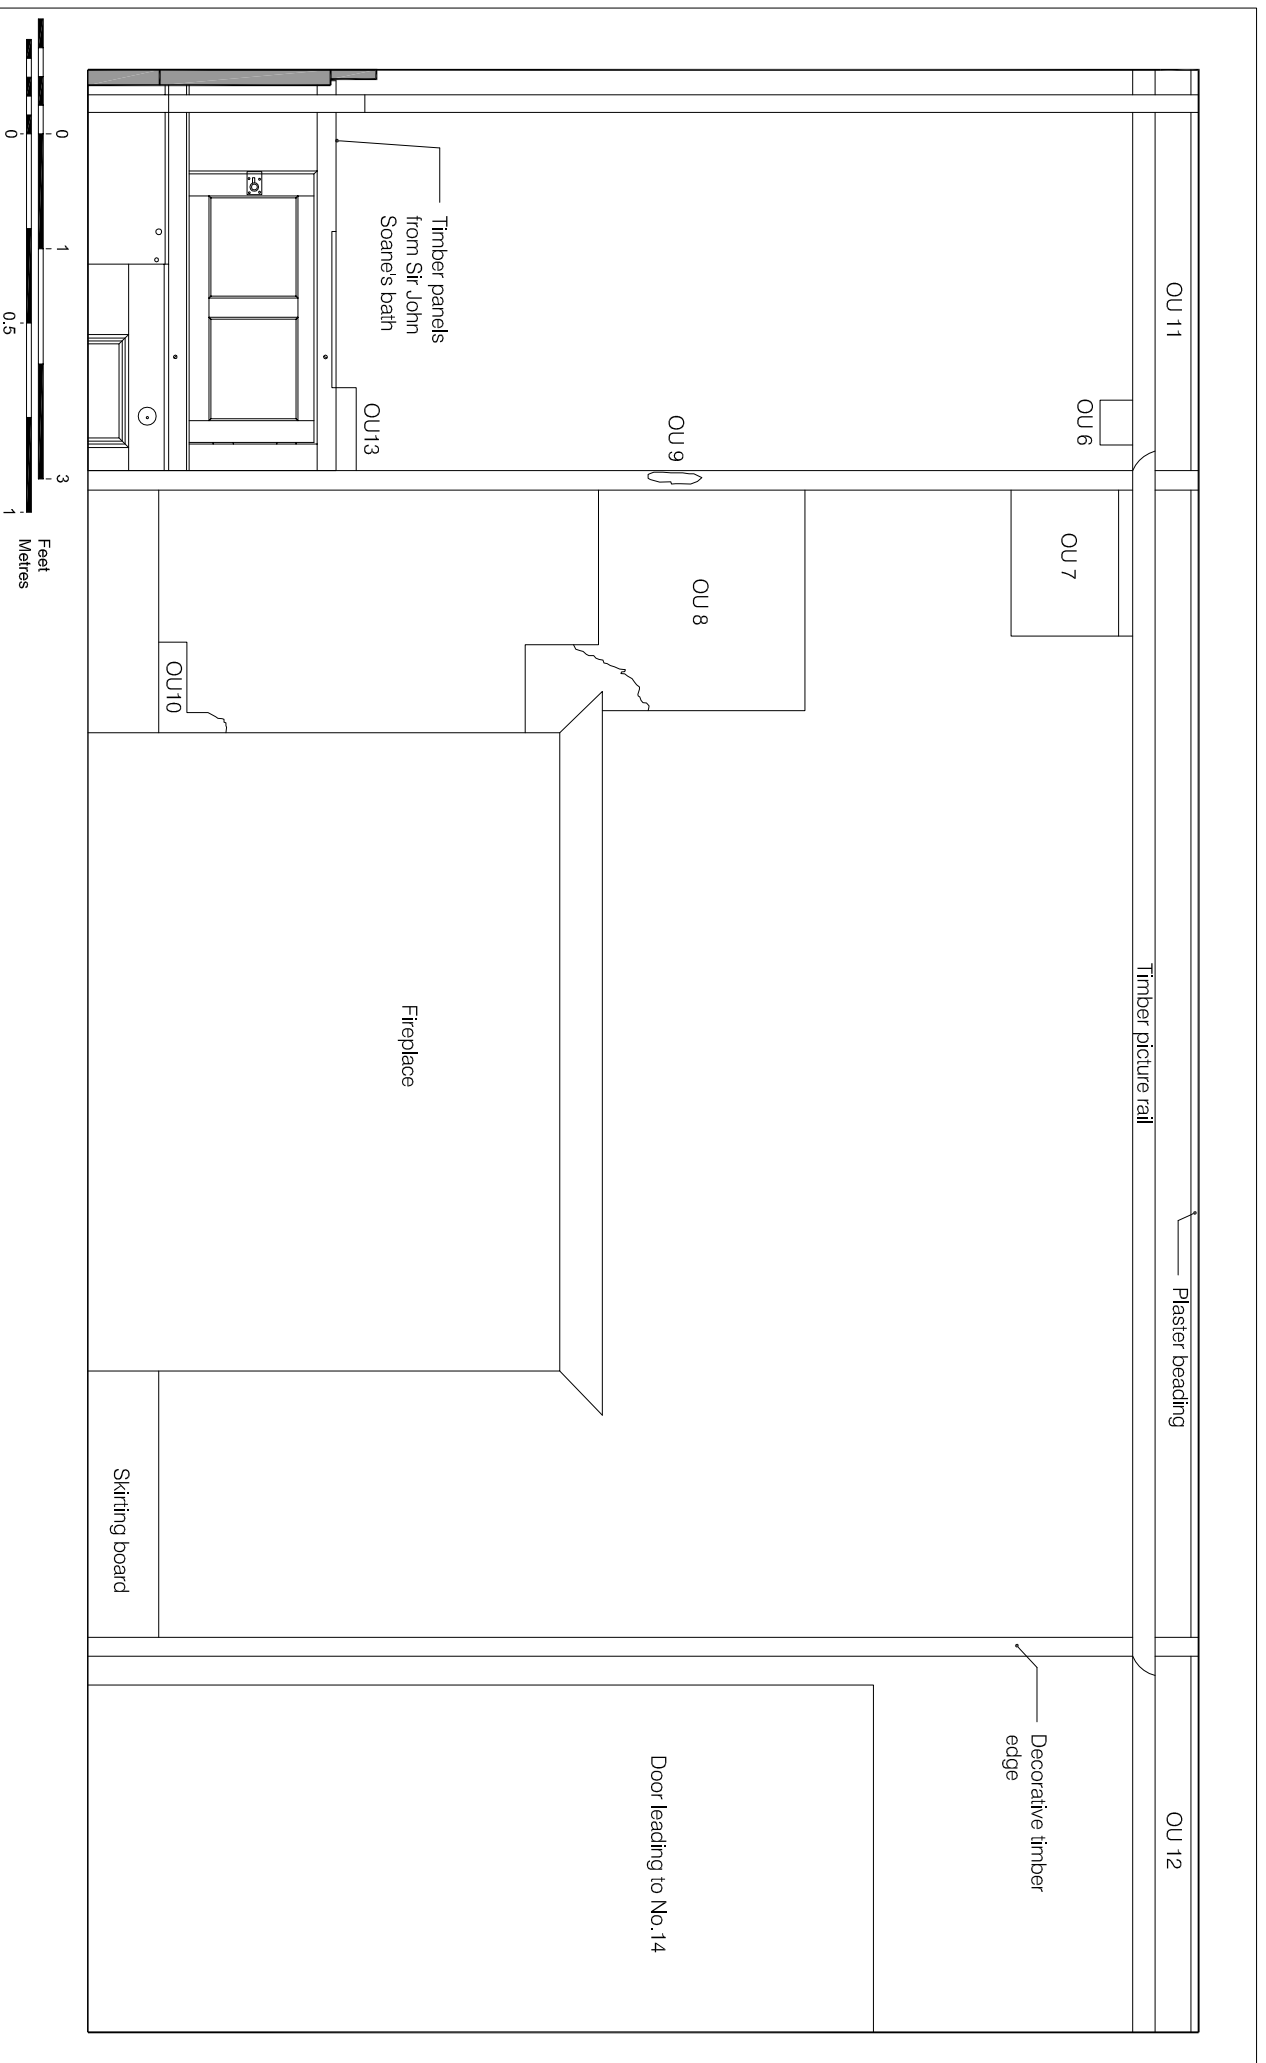 OU 11
OU 12
Plaster beading
Timber picture rail
OU 6
OU 7
Decorative timber
edge
OU 9
OU 8
Door leading to No.14
Timber panels
from Sir John
Soane's bath
OU13
Fireplace
OU10
Skirting board
0 1 3 Feet
0 0.5 1 Metres